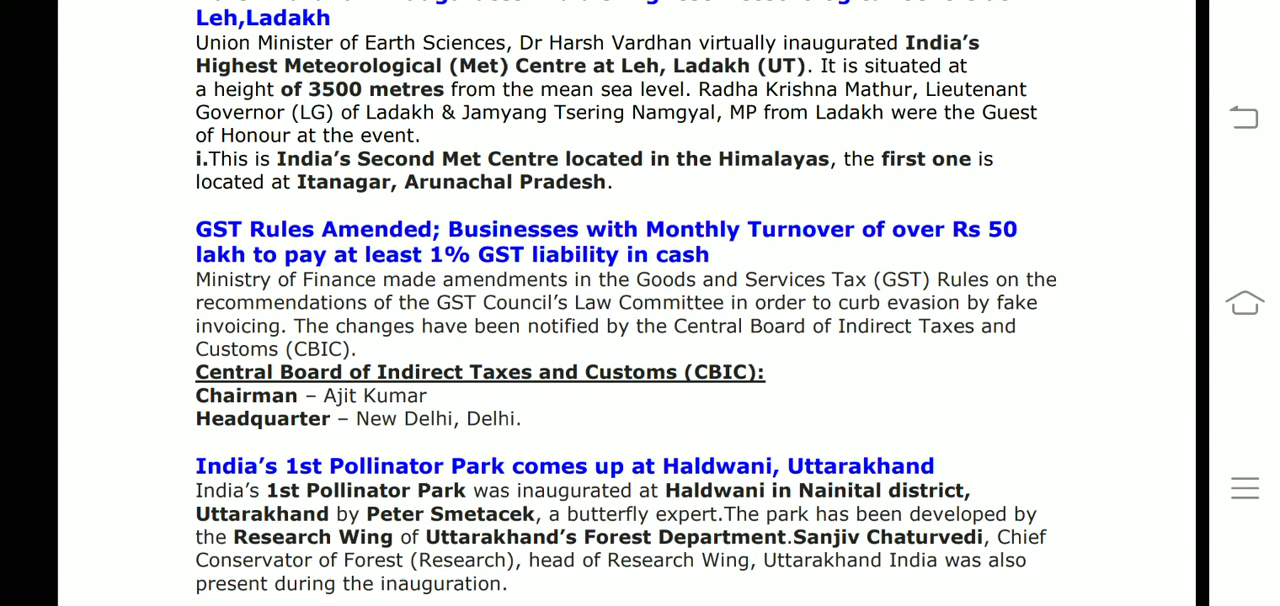 Leh,Ladakh
Union Minister of Earth Sciences, Dr Harsh Vardhan virtually inaugurated India's
Highest Meteorological (Met) Centre at Leh, Ladakh (UT). It is situated at
a height of 3500 metres from the mean sea level. Radha Krishna Mathur, Lieutenant
Governor (LG) of Ladakh & Jamyang Tsering Namgyal, MP from Ladakh were the Guest
of Honour at the event.
i.This is India's Second Met Centre located in the Himalayas, the first one is
located at Itanagar, Arunachal Pradesh.
GST Rules Amended; Businesses with Monthly Turnover of over Rs 50
lakh to pay at least 1% GST liability in cash
Ministry of Finance made amendments in the Goods and Services Tax (GST) Rules on the
recommendations of the GST Council's Law Committee in order to curb evasion by fake
invoicing. The changes have been notified by the Central Board of Indirect Taxes and
Customs (CBIC).
Central Board of Indirect Taxes and Customs (CBIC):
Chairman – Ajit Kumar
Headquarter – New Delhi, Delhi.
India's 1st Pollinator Park comes up at Haldwani, Uttarakhand
India's 1st Pollinator Park was inaugurated at Haldwani in Nainital district,
Uttarakhand by Peter Smetacek, a butterfly expert.The park has been developed by
the Research Wing of Uttarakhand's Forest Department.Sanjiv Chaturvedi, Chief
Conservator of Forest (Research), head of Research Wing, Uttarakhand India was also
present during the inauguration.